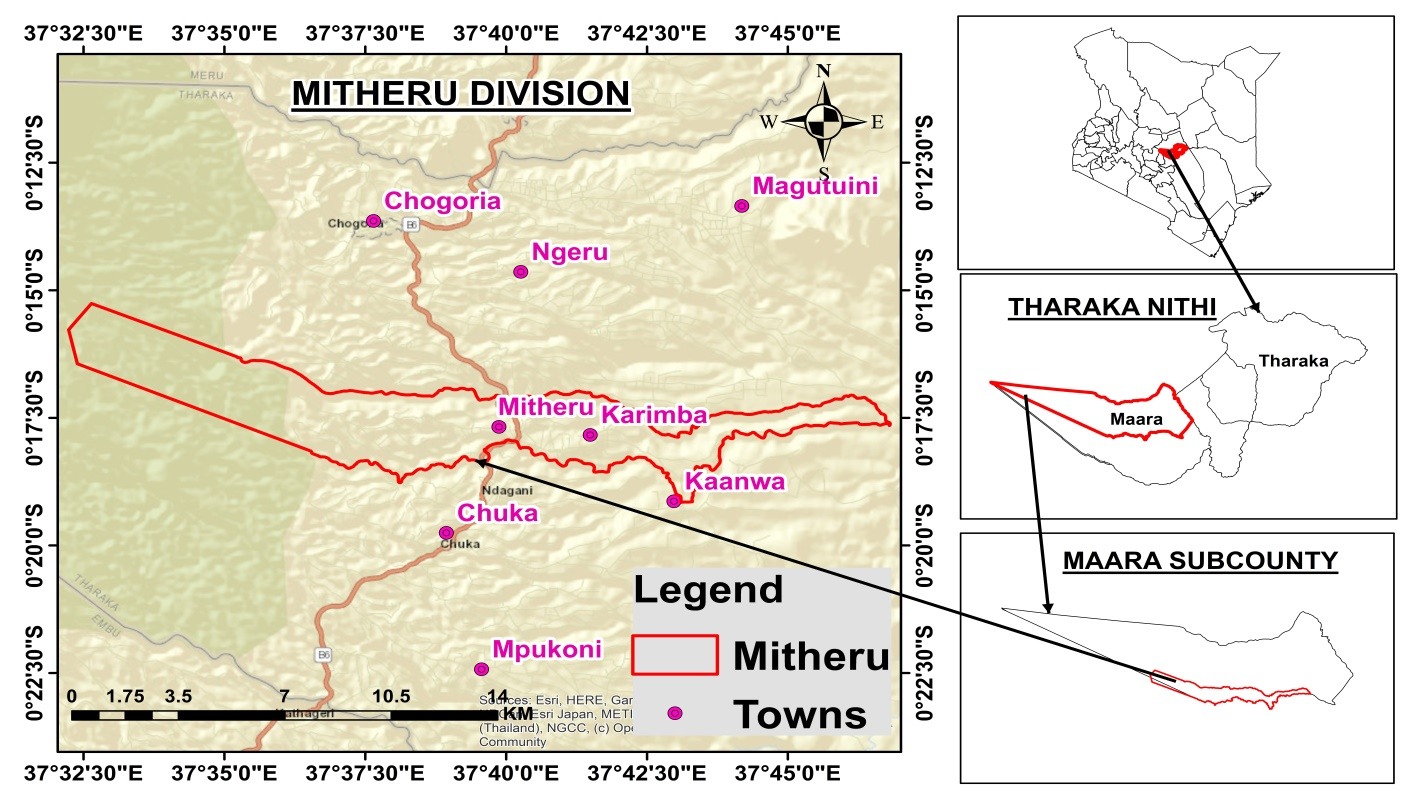 37°32'30"E 37°35'0"E 37°37'30"E 37°40'0"E 37°42'30"E 37°45'0"E
MITHERU DIVISION
MERU
THARAKA
N
W E
S
0°12'30"S
0°15'0"S
0°17'30"S
0°20'0"S
0°22'30"S
0°12'30"S
0°15'0"S
0°17'30"S
0°20'0"S
0°22'30"S
Chogoria
B6
Magutuini
Ngeru
Mitheru
Karimba
Kaanwa
Ndagani
Chuka
Chuka
THARAKA
EMBU
B6
Mpukoni
Legend
Mitheru
Towns
0 1.75 3.5 7 10.5 14
KM
Sources: Esri, HERE,
Esri Japan,
(Thailand), NGCC, (c)
Community
37°32'30"E 37°35'0"E 37°37'30"E 37°40'0"E 37°42'30"E 37°45'0"E
THARAKA NITHI
Tharaka
Maara
MAARA SUBCOUNTY